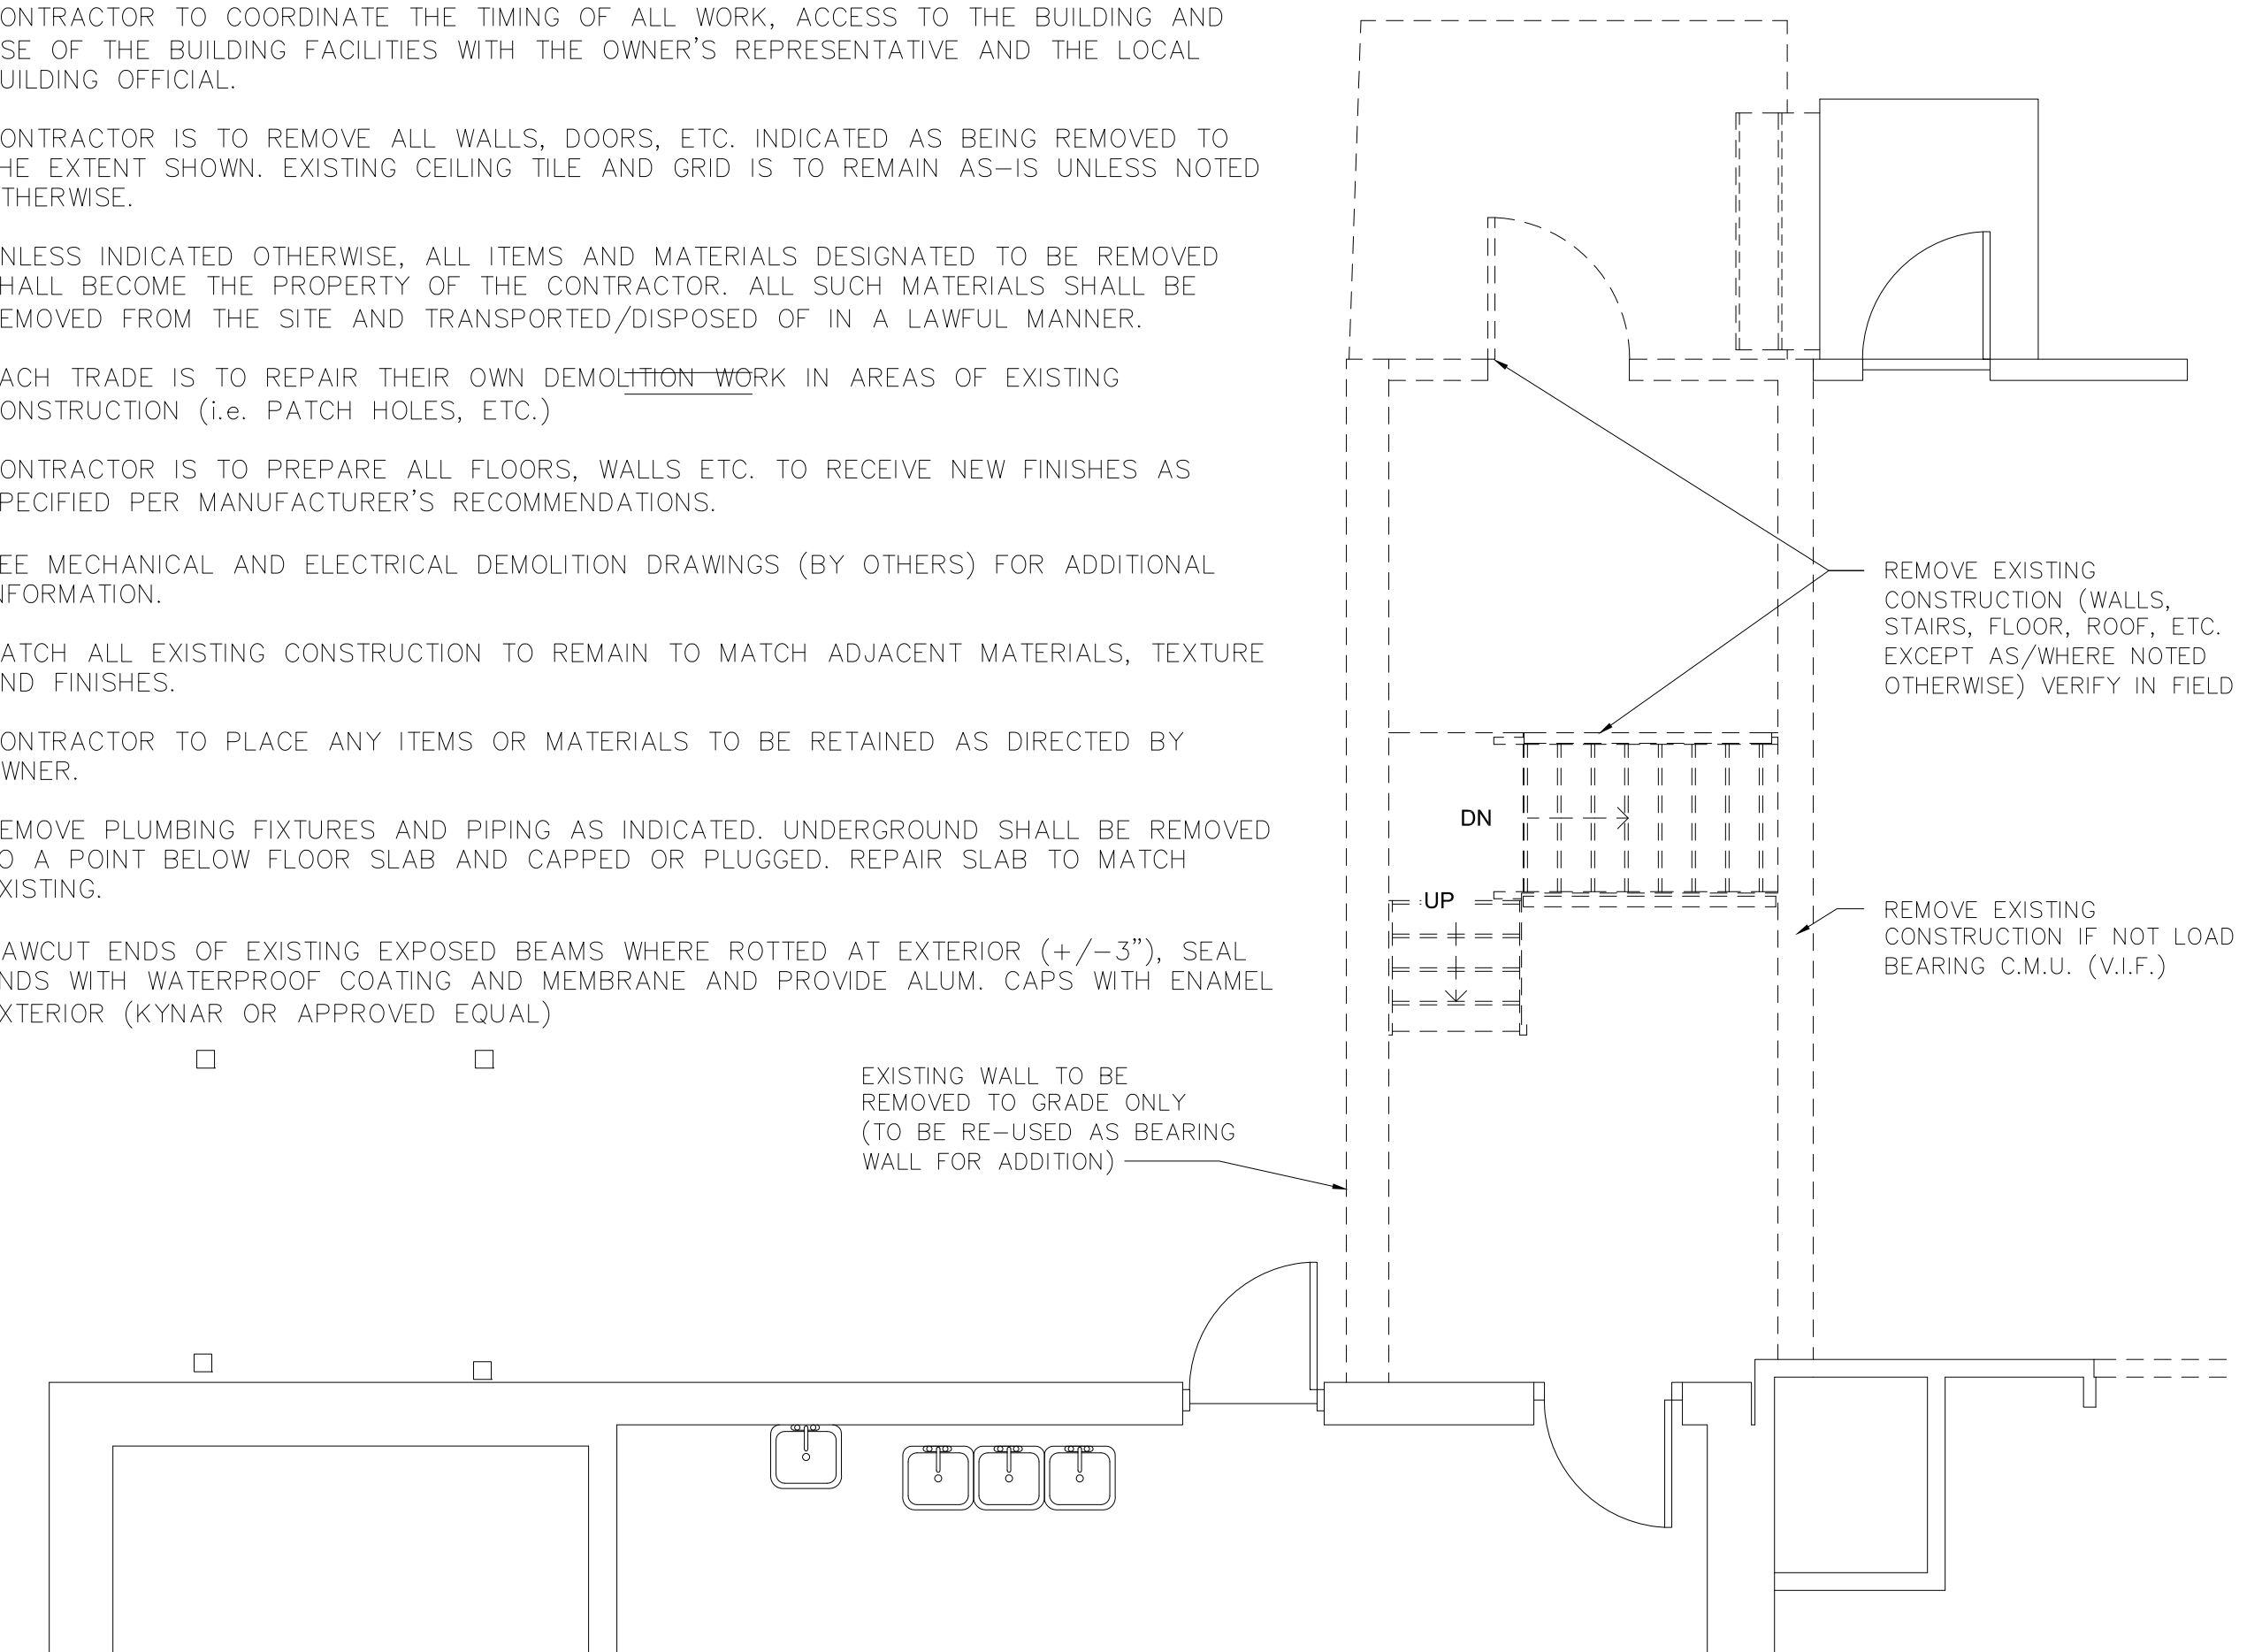 ONTRACTOR TO COORDINATE THE TIMING OF ALL WORK, ACCESS TO THE BUILDING AND
SE OF THE BUILDING FACILITIES WITH THE OWNER'S REPRESENTATIVE AND THE LOCAL
UILDING OFFICIAL.
ONTRACTOR IS TO REMOVE ALL WALLS, DOORS, ETC. INDICATED AS BEING REMOVED TO
HE EXTENT SHOWN. EXISTING CEILING TILE AND GRID IS TO REMAIN AS-IS UNLESS NOTED
THERWISE.
NLESS INDICATED OTHERWISE, ALL ITEMS AND MATERIALS DESIGNATED TO BE REMOVED
HALL BECOME THE PROPERTY OF THE CONTRACTOR. ALL SUCH MATERIALS SHALL BE
EMOVED FROM THE SITE AND TRANSPORTED/DISPOSED OF IN A LAWFUL MANNER.
ACH TRADE IS TO REPAIR THEIR OWN DEMOLITION WORK IN AREAS OF EXISTING
ONSTRUCTION (i.e. PATCH HOLES, ETC.)
ONTRACTOR IS TO PREPARE ALL FLOORS, WALLS ETC. TO RECEIVE NEW FINISHES AS
PECIFIED PER MANUFACTURER'S RECOMMENDATIONS.
EE MECHANICAL AND ELECTRICAL DEMOLITION DRAWINGS (BY OTHERS) FOR ADDITIONAL
NFORMATION.
ATCH ALL EXISTING CONSTRUCTION TO REMAIN TO MATCH ADJACENT MATERIALS, TEXTURE
ND FINISHES.
ONTRACTOR TO PLACE ANY ITEMS OR MATERIALS TO BE RETAINED AS DIRECTED BY
WNER.
EMOVE PLUMBING FIXTURES AND PIPING AS INDICATED. UNDERGROUND SHALL BE REMOVED
O A POINT BELOW FLOOR SLAB AND CAPPED OR PLUGGED. REPAIR SLAB TO MATCH
XISTING.
AWCUT ENDS OF EXISTING EXPOSED BEAMS WHERE ROTTED AT EXTERIOR (+/-3"), SEAL
NDS WITH WATERPROOF COATING AND MEMBRANE AND PROVIDE ALUM. CAPS WITH ENAMEL
XTERIOR (KYNAR OR APPROVED EQUAL)
EXISTING WALL TO BE
REMOVED TO GRADE ONLY
(TO BE RE-USED AS BEARING
WALL FOR ADDITION)
DN
UP
REMOVE EXISTING
CONSTRUCTION (WALLS,
STAIRS, FLOOR, ROOF, ETC.
EXCEPT AS/WHERE NOTED
OTHERWISE) VERIFY IN FIELD
REMOVE EXISTING
CONSTRUCTION IF NOT LOAD
BEARING C.M.U. (V.I.F.)